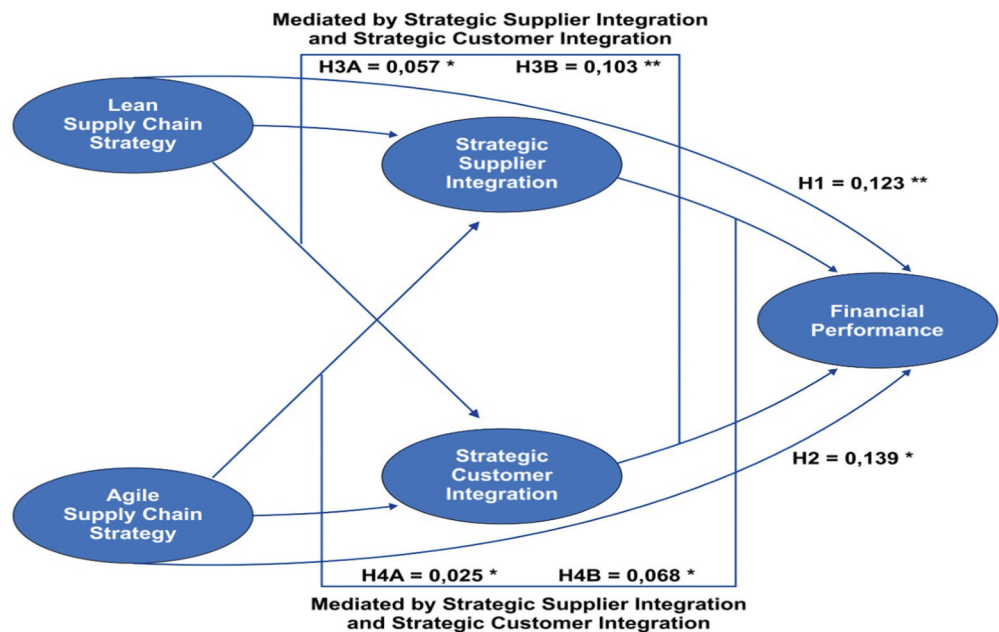 Mediated by Strategic Supplier Integration
and Strategic Customer Integration
H3A = 0,057 *
H3B = 0,103 **
Lean
Supply Chain
Strategy
Strategic
Supplier
Integration
H1 = 0,123 **
Financial
Performance
Strategic
Customer
Integration
H2 = 0,139 *
Agile
Supply Chain
Strategy
H4A = 0,025 *
H4B = 0,068 *
Mediated by Strategic Supplier Integration
and Strategic Customer Integration